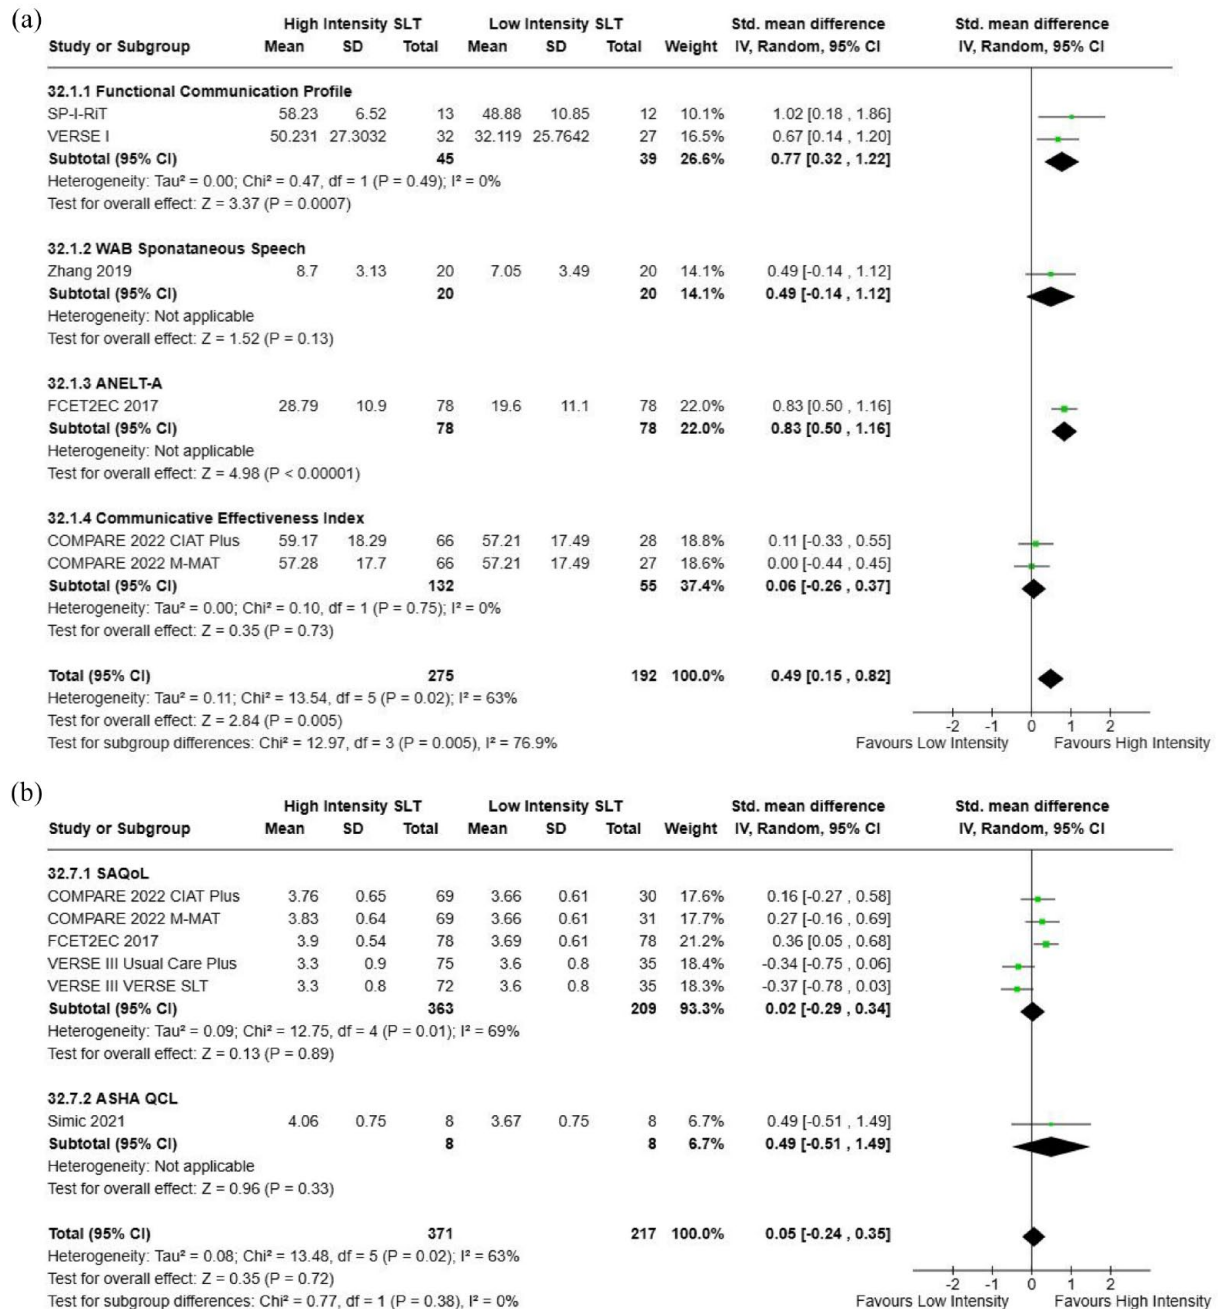 (a)
High Intensity SLT Low Intensity SLT Std. mean difference Std. mean difference
Study or Subgroup Mean SD Total Mean SD Total Weight IV, Random, 95% CI IV, Random, 95% CI
32.1.1 Functional Communication Profile
SP-I-RiT 58.23 6.52 13 48.88 10.85 12 10.1% 1.02 [0.18 , 1.86]
VERSE I 50.231 27.3032 32 32.119 25.7642 27 16.5% 0.67 [0.14 , 1.20]
Subtotal (95% CI) 45 39 26.6% 0.77 [0.32 , 1.22]
Heterogeneity: Tau² = 0.00; Chi² = 0.47, df = 1 (P = 0.49); I² = 0%
Test for overall effect: Z = 3.37 (P = 0.0007)
32.1.2 WAB Sponataneous Speech
Zhang 2019 8.7 3.13 20 7.05 3.49 20 14.1% 0.49 [-0.14 , 1.12]
Subtotal (95% CI) 20 20 14.1% 0.49 [-0.14 , 1.12]
Heterogeneity: Not applicable
Test for overall effect: Z = 1.52 (P = 0.13)
32.1.3 ANELT-A
FCET2EC 2017 28.79 10.9 78 19.6 11.1 78 22.0% 0.83 [0.50 , 1.16]
Subtotal (95% CI) 78 78 22.0% 0.83 [0.50 , 1.16]
Heterogeneity: Not applicable
Test for overall effect: Z = 4.98 (P < 0.00001)
32.1.4 Communicative Effectiveness Index
COMPARE 2022 CIAT Plus 59.17 18.29 66 57.21 17.49 28 18.8% 0.11 [-0.33 , 0.55]
COMPARE 2022 M-MAT 57.28 17.7 66 57.21 17.49 27 18.6% 0.00 [-0.44 , 0.45]
Subtotal (95% CI) 132 55 37.4% 0.06 [-0.26 , 0.37]
Heterogeneity: Tau² = 0.00; Chi² = 0.10, df = 1 (P = 0.75); I² = 0%
Test for overall effect: Z = 0.35 (P = 0.73)
Total (95% CI) 275 192 100.0% 0.49 [0.15 , 0.82]
Heterogeneity: Tau² = 0.11; Chi² = 13.54, df = 5 (P = 0.02); I² = 63%
Test for overall effect: Z = 2.84 (P = 0.005)
-2 -1 0 1 2
Test for subgroup differences: Chi² = 12.97, df = 3 (P = 0.005), I² = 76.9%
Favours Low Intensity Favours High Intensity
(b)
High Intensity SLT Low Intensity SLT Std. mean difference Std. mean difference
Study or Subgroup Mean SD Total Mean SD Total Weight IV, Random, 95% CI IV, Random, 95% CI
32.7.1 SAQoL
COMPARE 2022 CIAT Plus 3.76 0.65 69 3.66 0.61 30 17.6% 0.16 [-0.27 , 0.58]
COMPARE 2022 M-MAT 3.83 0.64 69 3.66 0.61 31 17.7% 0.27 [-0.16 , 0.69]
FCET2EC 2017 3.9 0.54 78 3.69 0.61 78 21.2% 0.36 [0.05 , 0.68]
VERSE III Usual Care Plus 3.3 0.9 75 3.6 0.8 35 18.4% -0.34 [-0.75 , 0.06]
VERSE III VERSE SLT 3.3 0.8 72 3.6 0.8 35 18.3% -0.37 [-0.78 , 0.03]
Subtotal (95% CI) 363 209 93.3% 0.02 [-0.29 , 0.34]
Heterogeneity: Tau² = 0.09; Chi² = 12.75, df = 4 (P = 0.01); I² = 69%
Test for overall effect: Z = 0.13 (P = 0.89)
32.7.2 ASHA QCL
Simic 2021 4.06 0.75 8 3.67 0.75 8 6.7% 0.49 [-0.51 , 1.49]
Subtotal (95% CI) 8 8 6.7% 0.49 [-0.51 , 1.49]
Heterogeneity: Not applicable
Test for overall effect: Z = 0.96 (P = 0.33)
Total (95% CI) 371 217 100.0% 0.05 [-0.24 , 0.35]
Heterogeneity: Tau² = 0.08; Chi² = 13.48, df = 5 (P = 0.02); I² = 63%
Test for overall effect: Z = 0.35 (P = 0.72)
-2 -1 0 1 2
Test for subgroup differences: Chi² = 0.77, df = 1 (P = 0.38), I² = 0%
Favours Low Intensity Favours High Intensity